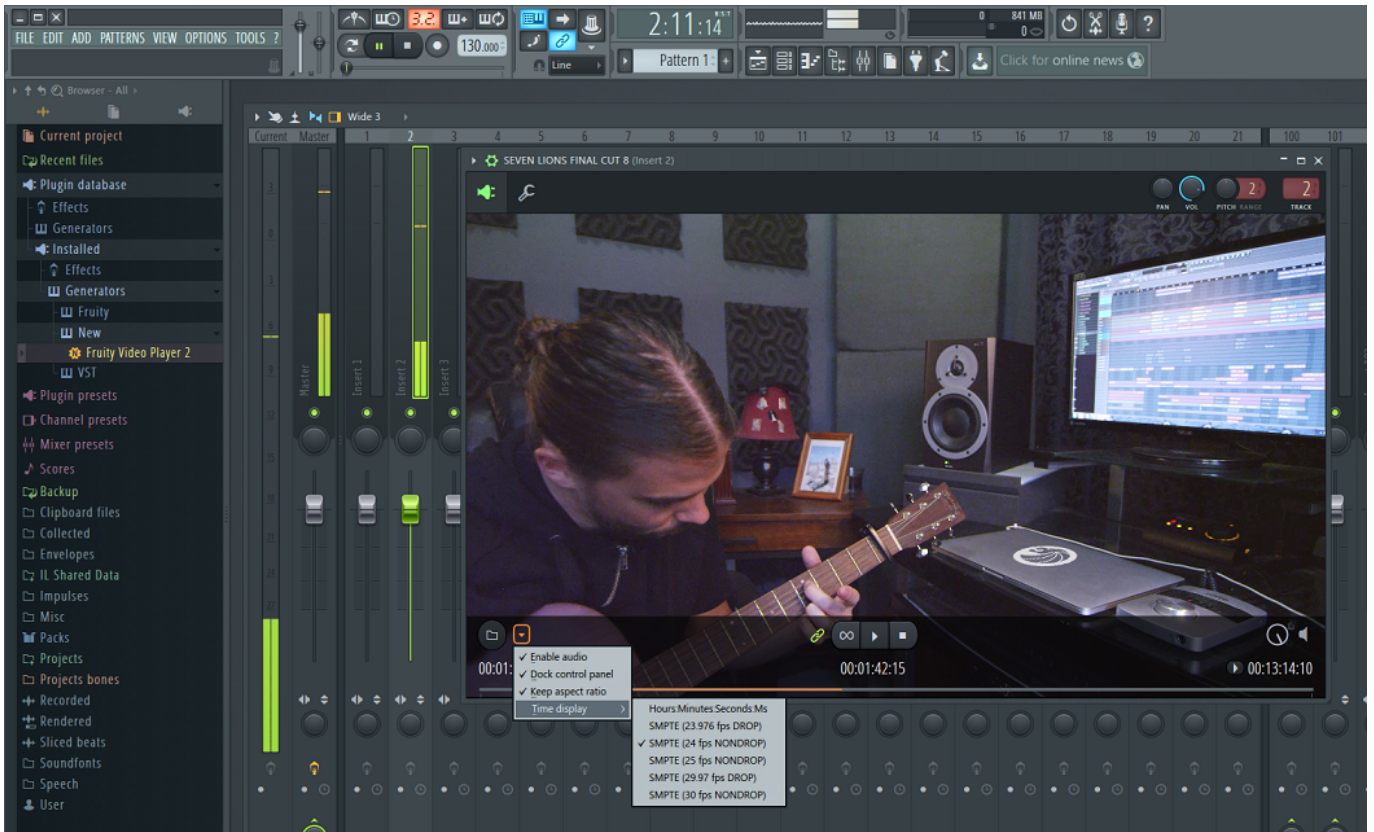 FILE EDIT ADD PATTERNS VIEW OPTIONS TOOLS ?
3.2.
130.000
Line
2:11:14
B:S:T
Pattern 1
0
841 MB
0
Click for online news
Browser - All
Current project
Recent files
Plugin database
Effects
Generators
Installed
Effects
Generators
Fruity
New
Fruity Video Player 2
VST
Plugin presets
Channel presets
Mixer presets
Scores
Backup
Clipboard files
Collected
Envelopes
IL Shared Data
Impulses
Misc
Packs
Projects
Projects bones
Recorded
Rendered
Sliced beats
Soundfonts
Speech
User
Wide 3
Current Master 1 2 3 4 5 6 7 8 9 10 11 12 13 14 15 16 17 18 19 20 21 100 101
Master
Insert 1
Insert 2
Insert 3
SEVEN LIONS FINAL CUT 8 (Insert 2)
2 2
PAN VOL PITCH RANGE TRACK
00:01:
00:01:42:15
00:13:14:10
Enable audio
Dock control panel
Keep aspect ratio
Time display
Hours:Minutes:Seconds:Ms
SMPTE (23.976 fps DROP)
SMPTE (24 fps NONDROP)
SMPTE (25 fps NONDROP)
SMPTE (29.97 fps DROP)
SMPTE (30 fps NONDROP)